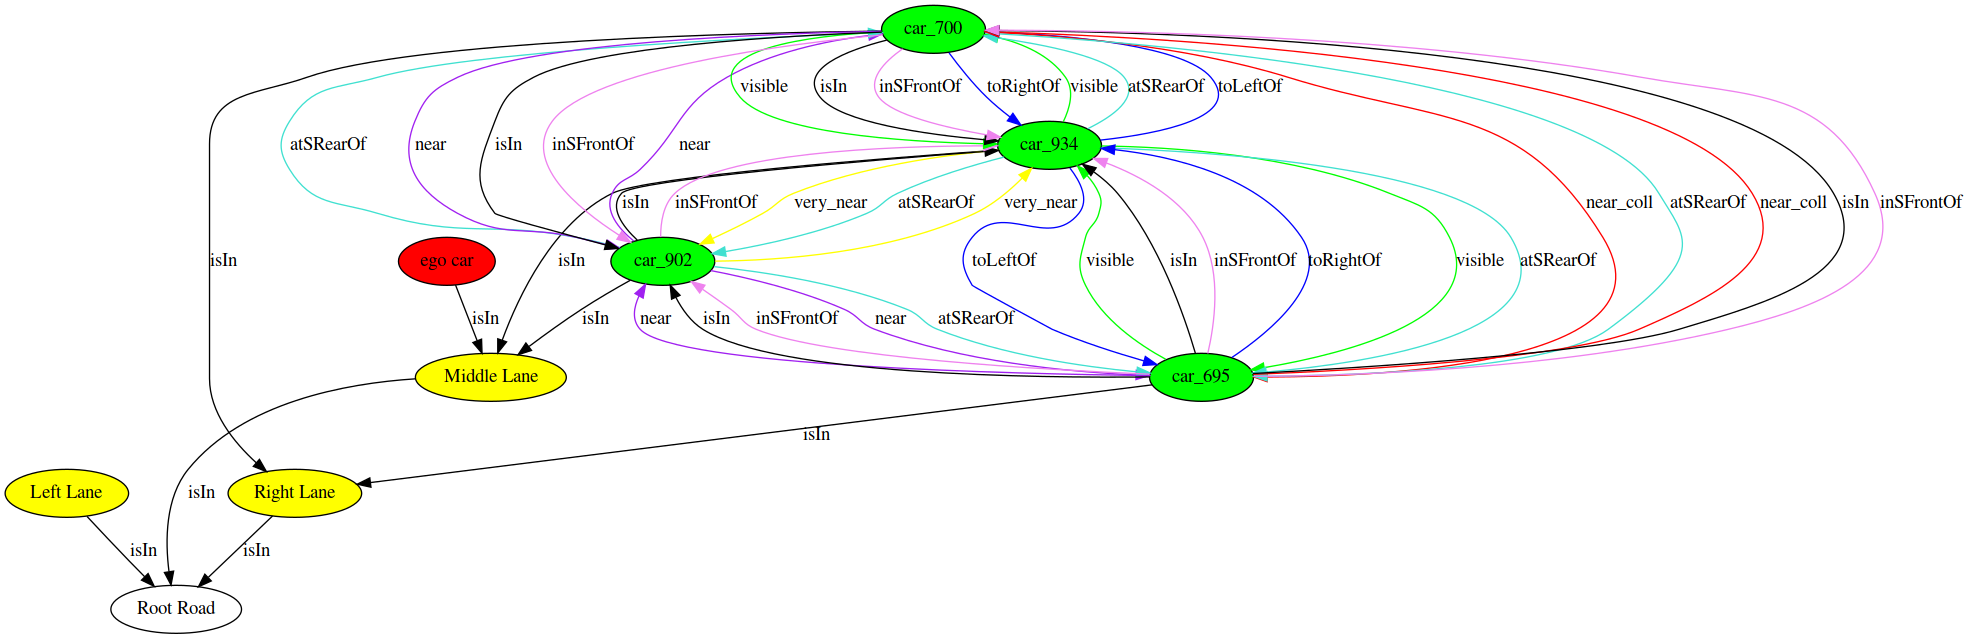 car_700
visible
isIn
inSFrontOf
toRightOf
visible
atSRearOf
toLeftOf
atSRearOf
near
isIn
inSFrontOf
near
car_934
isIn
inSFrontOf
very_near
atSRearOf
very_near
near_coll
atSRearOf
near_coll
isIn
inSFrontOf
isIn
ego car
isIn
car_902
toLeftOf
visible
isIn
inSFrontOf
toRightOf
visible
atSRearOf
isIn
isIn
near
isIn
inSFrontOf
near
atSRearOf
Middle Lane
car_695
isIn
Left Lane
isIn
Right Lane
isIn
isIn
Root Road